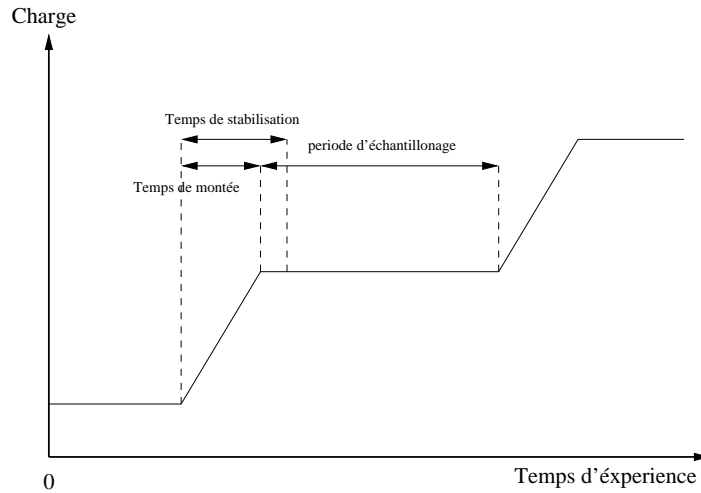 Charge
Temps de stabilisation
periode d'échantillonage
Temps de montée
0
Temps d'éxperience